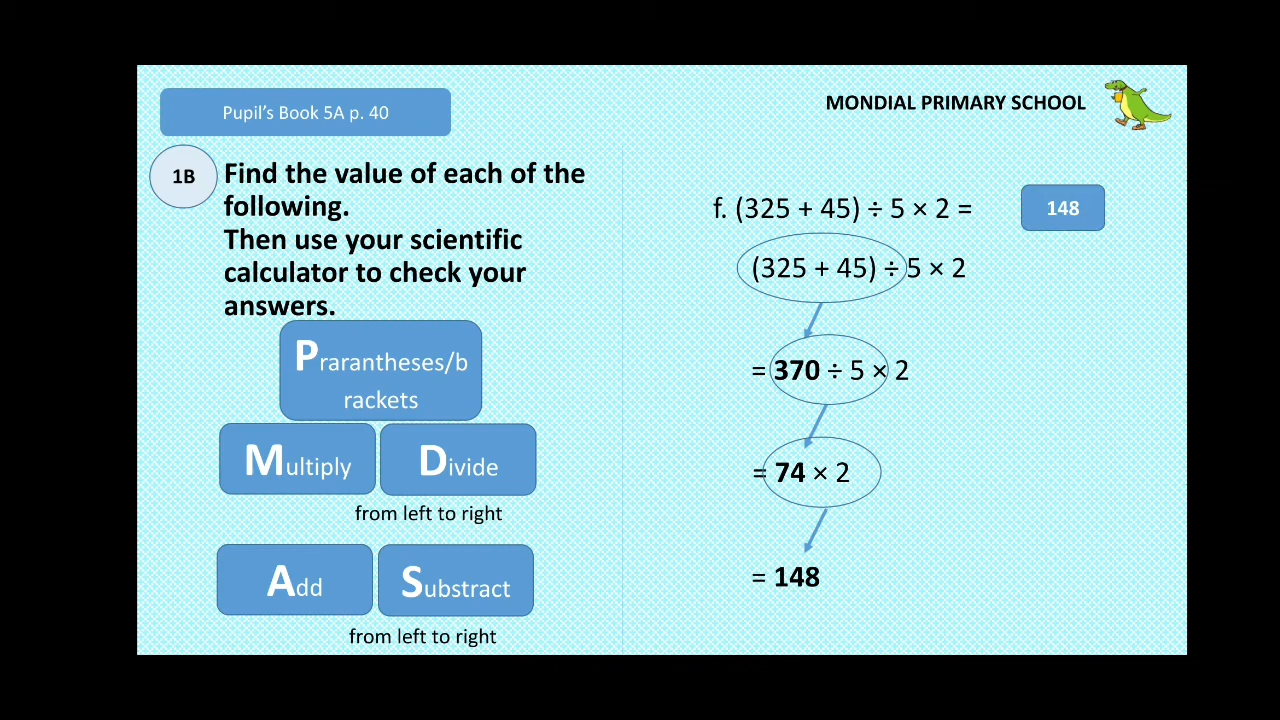 Pupil's Book 5A p. 40
MONDIAL PRIMARY SCHOOL
1B
Find the value of each of the
following.
Then use your scientific
calculator to check your
answers.
Prarantheses/b
rackets
Multiply
Divide
from left to right
Add
Substract
from left to right
f. (325 + 45) ÷ 5 × 2 =
148
(325 + 45) ÷ 5 × 2
= 370 ÷ 5 × 2
= 74 × 2
= 148